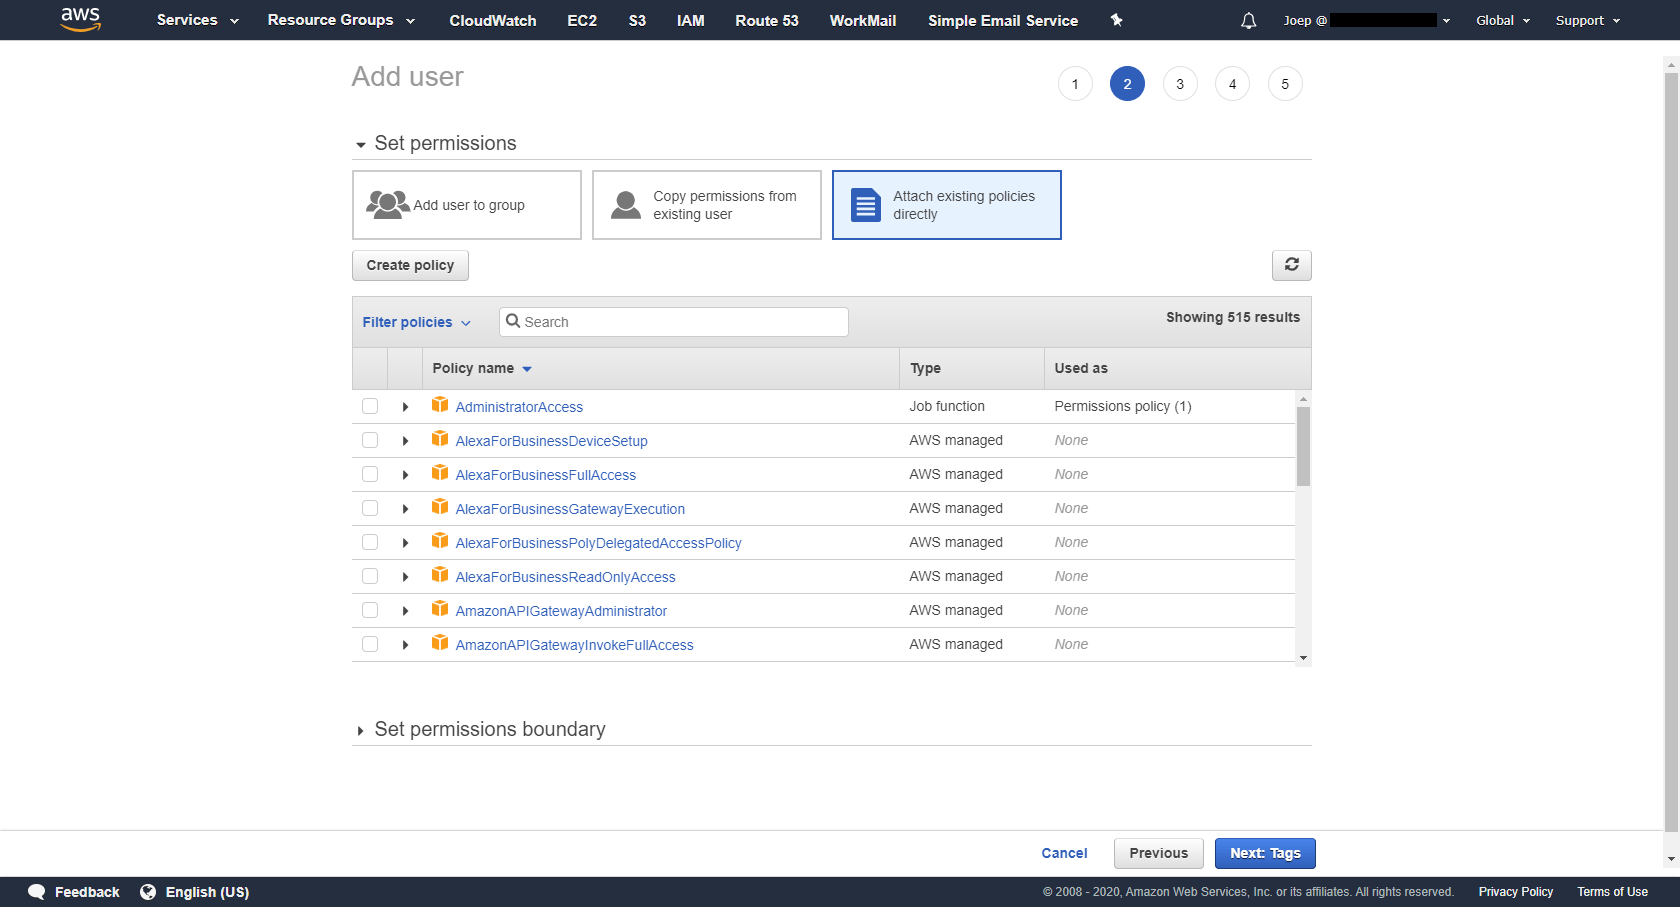 aws Services Resource Groups CloudWatch EC2 S3 IAM Route 53 WorkMail Simple Email Service Joep @ Global Support
Add user
1 2 3 4 5
Set permissions
Add user to group
Copy permissions from
existing user
Attach existing policies
directly
Create policy
Filter policies Search Showing 515 results
Policy name Type Used as
AdministratorAccess Job function Permissions policy (1)
AlexaForBusinessDeviceSetup AWS managed None
AlexaForBusinessFullAccess AWS managed None
AlexaForBusinessGatewayExecution AWS managed None
AlexaForBusinessPolyDelegatedAccessPolicy AWS managed None
AlexaForBusinessReadOnlyAccess AWS managed None
AmazonAPIGatewayAdministrator AWS managed None
AmazonAPIGatewayInvokeFullAccess AWS managed None
Set permissions boundary
Cancel Previous Next: Tags
Feedback English (US) © 2008 - 2020, Amazon Web Services, Inc. or its affiliates. All rights reserved. Privacy Policy Terms of Use